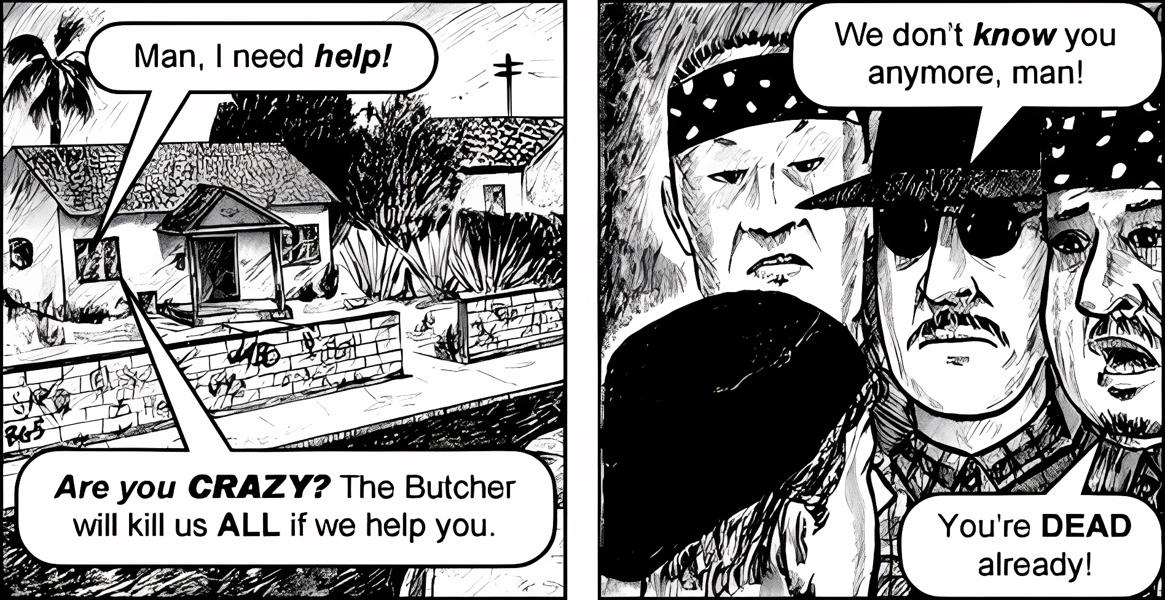 Man, I need help!
Are you CRAZY? The Butcher
will kill us ALL if we help you.
We don't know you
anymore, man!
You're DEAD
already!